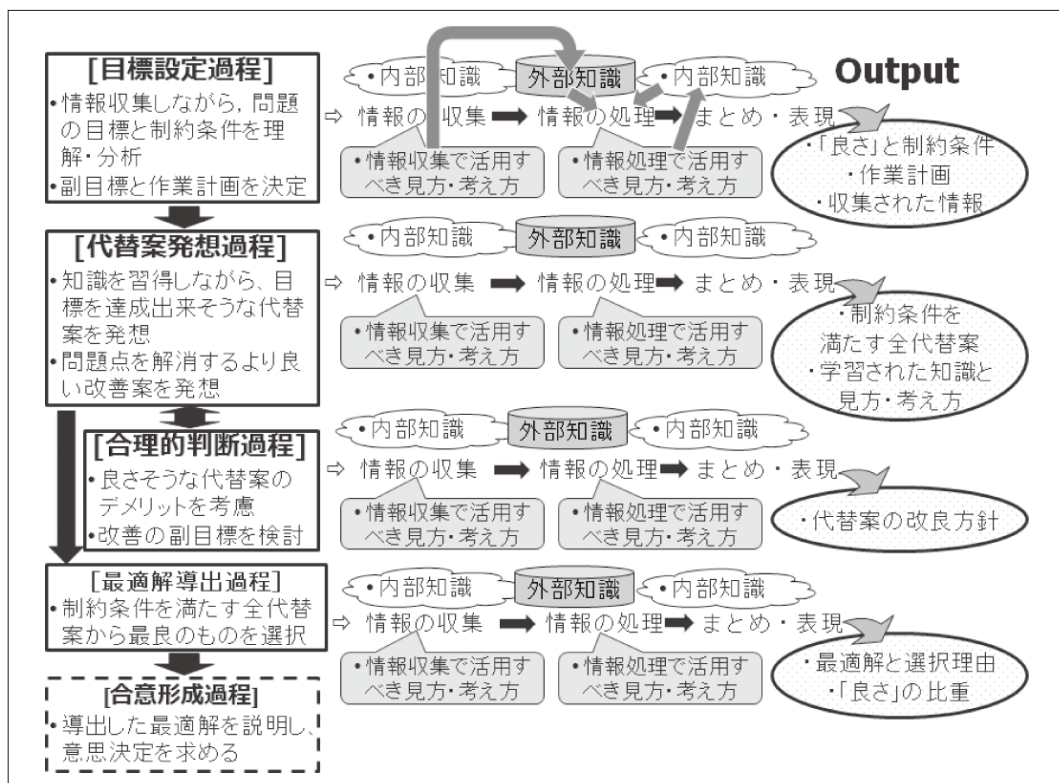 [目標設定過程]
•情報収集しながら, 問題
の目標と制約条件を理
解・分析
•副目標と作業計画を決定
•内部知識
外部知識
•内部知識
Output
⇨ 情報の収集 ➡ 情報の処理 ➡ まとめ・表現
•情報収集で活用す
べき見方・考え方
•情報処理で活用す
べき見方・考え方
・「良さ」と制約条件
・作業計画
・収集された情報
[代替案発想過程]
•知識を習得しながら、目
標を達成出来そうな代替
案を発想
•問題点を解消するより良
い改善案を発想
•内部知識
外部知識
•内部知識
⇨ 情報の収集 ➡ 情報の処理 ➡ まとめ・表現
•情報収集で活用す
べき見方・考え方
•情報処理で活用す
べき見方・考え方
・制約条件を
満たす全代替案
・学習された知識と
見方・考え方
[合理的判断過程]
•良さそうな代替案の
デメリットを考慮
•改善の副目標を検討
•内部知識
外部知識
•内部知識
⇨ 情報の収集 ➡ 情報の処理 ➡ まとめ・表現
•情報収集で活用す
べき見方・考え方
•情報処理で活用す
べき見方・考え方
・代替案の改良方針
[最適解導出過程]
•制約条件を満たす全代替
案から最良のものを選択
•内部知識
外部知識
•内部知識
⇨ 情報の収集 ➡ 情報の処理 ➡ まとめ・表現
•情報収集で活用す
べき見方・考え方
•情報処理で活用す
べき見方・考え方
・最適解と選択理由
・「良さ」の比重
[合意形成過程]
•導出した最適解を説明し、
意思決定を求める